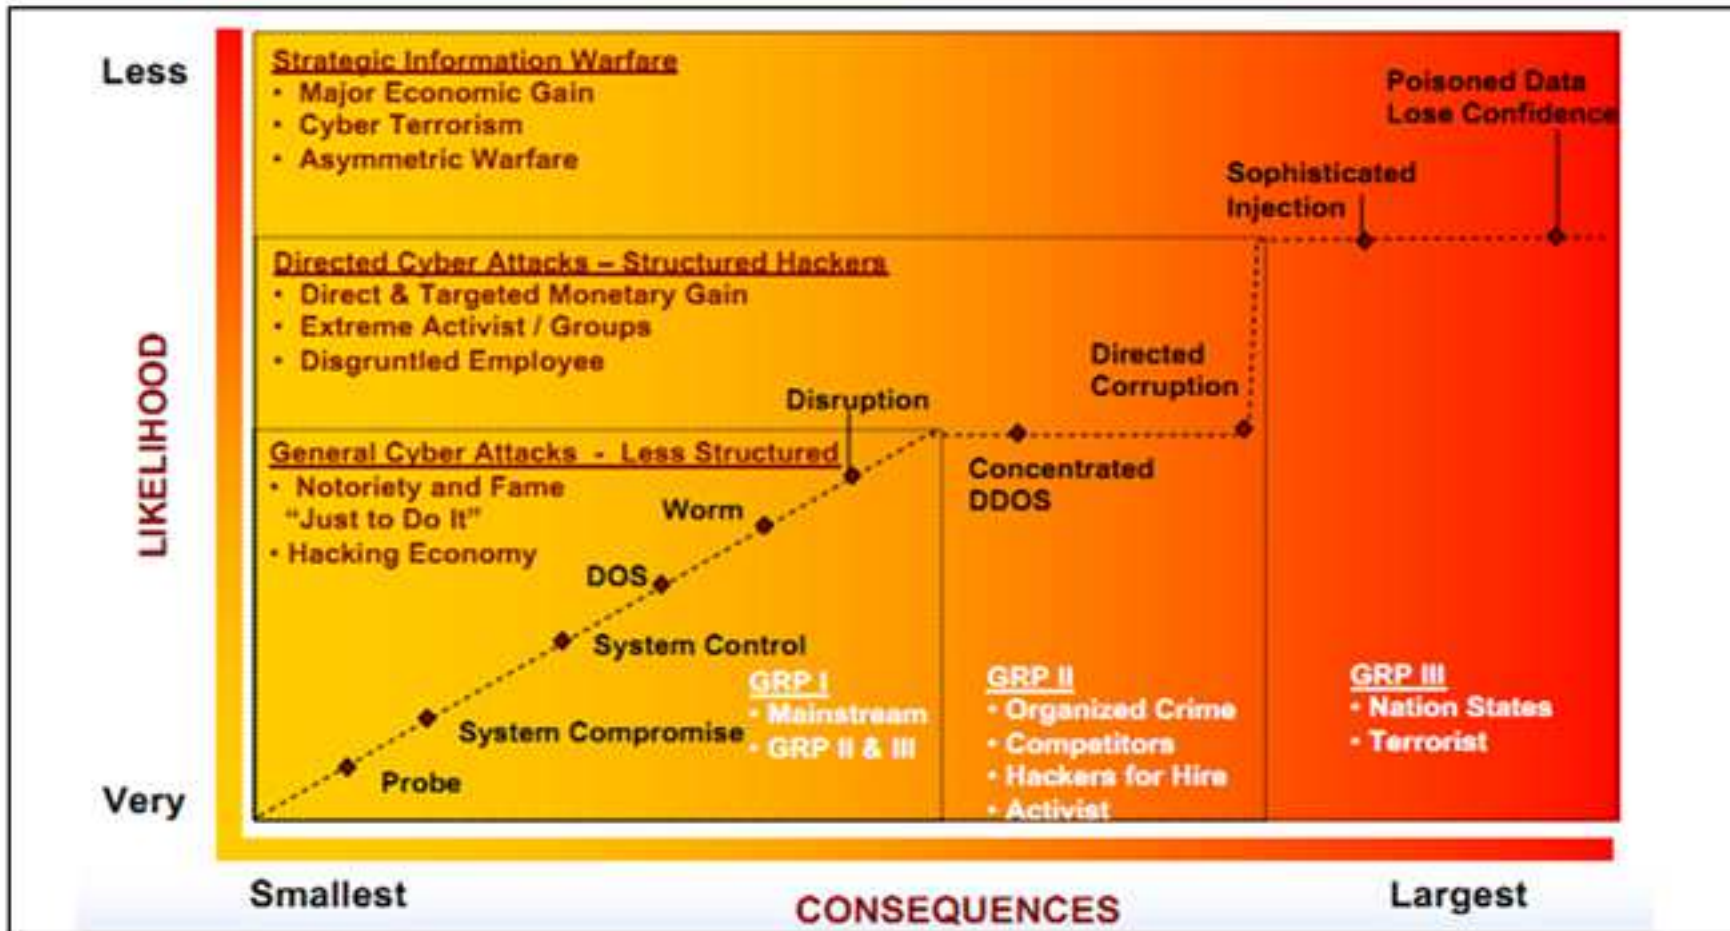 Less
Strategic Information Warfare
• Major Economic Gain
• Cyber Terrorism
• Asymmetric Warfare
Poisoned Data
Lose Confidence
Sophisticated
Injection
Directed Cyber Attacks – Structured Hackers
• Direct & Targeted Monetary Gain
• Extreme Activist / Groups
• Disgruntled Employee
Directed
Corruption
Disruption
General Cyber Attacks - Less Structured
• Notoriety and Fame
"Just to Do It"
• Hacking Economy
Concentrated
DDOS
Worm
DOS
System Control
System Compromise
Probe
GRP I
• Mainstream
• GRP II & III
GRP II
• Organized Crime
• Competitors
• Hackers for Hire
• Activist
GRP III
• Nation States
• Terrorist
LIKELIHOOD
Very
Smallest
CONSEQUENCES
Largest